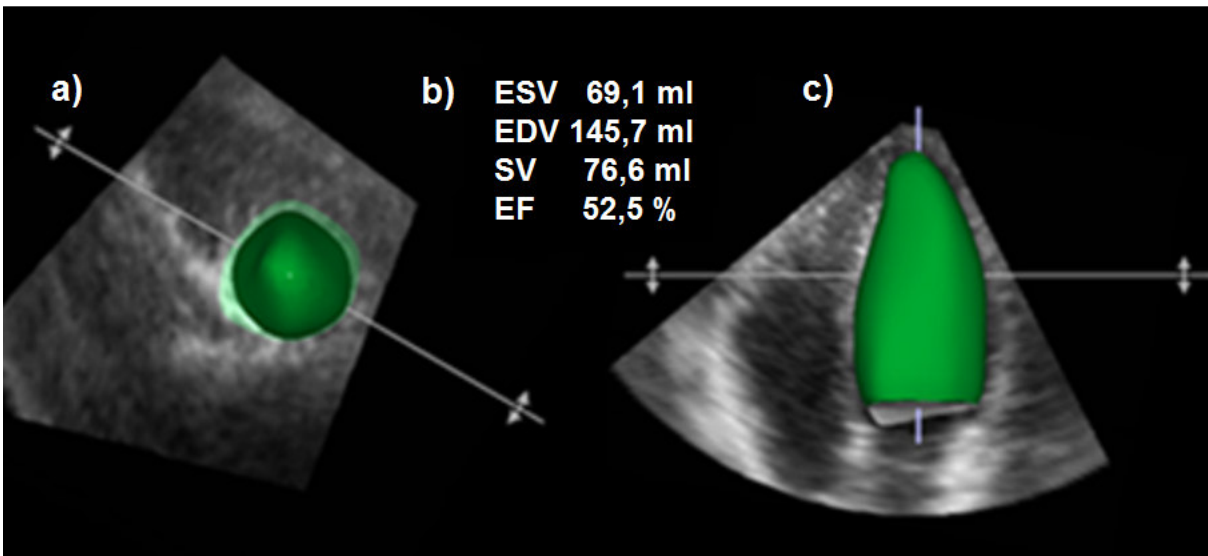 a)
b)
ESV 69,1 ml
EDV 145,7 ml
SV 76,6 ml
EF 52,5 %
c)